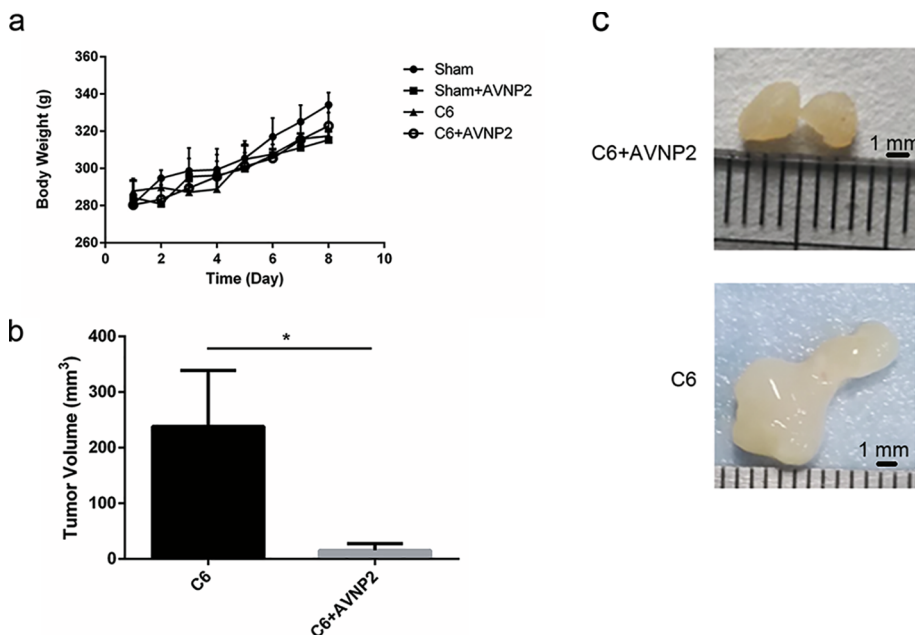 a
360
340
320
300
280
260
Body Weight (g)
0
2
4
6
8
10
Time (Day)
Sham
Sham+AVNP2
C6
C6+AVNP2
b
400
300
200
100
0
Tumor Volume (mm³)
*
C6
C6+AVNP2
c
C6+AVNP2
1 mm
C6
1 mm